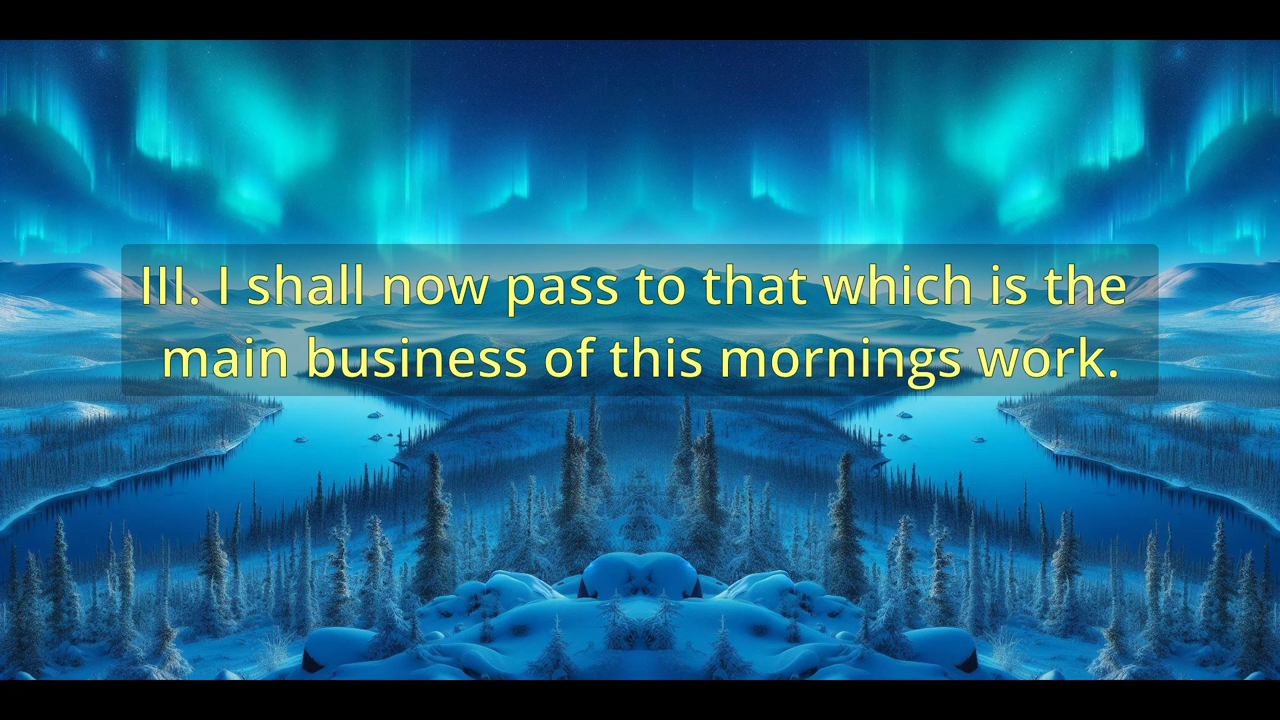 III. I shall now pass to that which is the
main business of this mornings work.